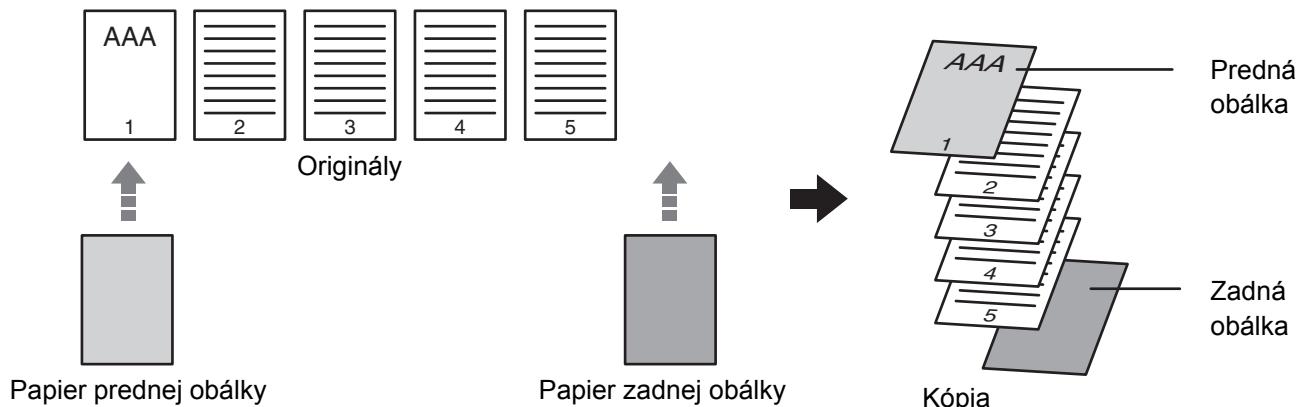 AAA
1
2
3
4
5
Originály
Papier prednej obálky
Papier zadnej obálky
AAA
1
2
3
4
5
Predná
obálka
Zadná
obálka
Kópia